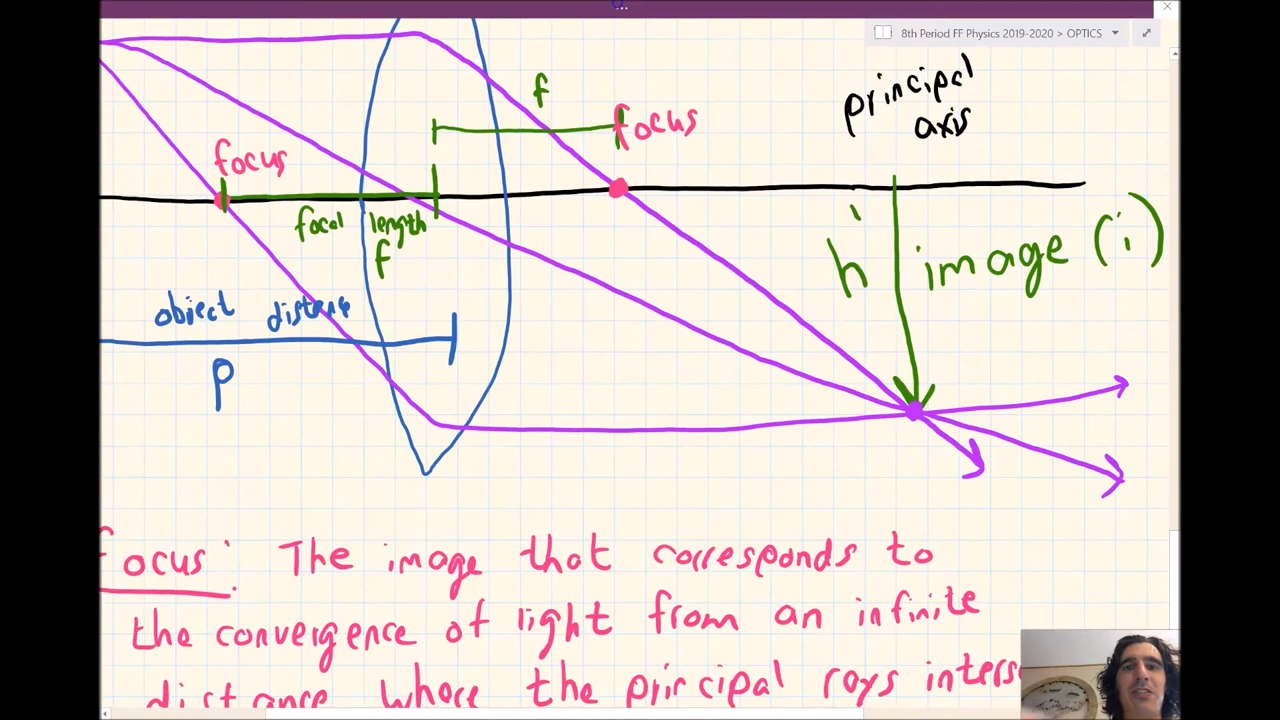 8th Period FF Physics 2019-2020 > OPTICS
principal
axis
f
focus
focus
focal length
f
h
image (i)
object distance
p
focus: The image that corresponds to
the convergence of light from an infinite
distance where the principal rays inters